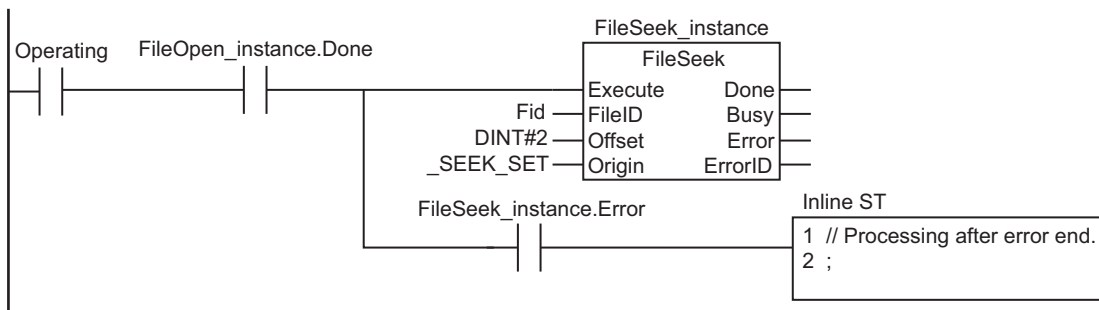 FileSeek_instance
Operating FileOpen_instance.Done
FileSeek
Execute Done
Fid FileID Busy
DINT#2 Offset Error
_SEEK_SET Origin ErrorID
FileSeek_instance.Error
Inline ST
1 // Processing after error end.
2 ;